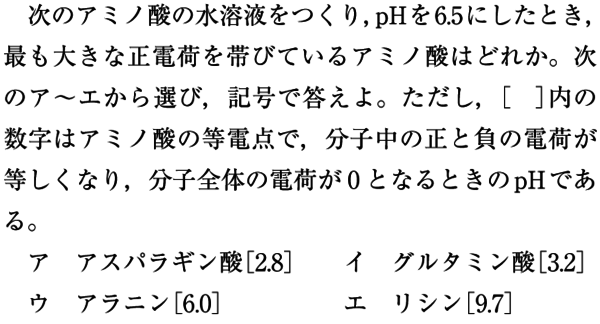 次のアミノ酸の水溶液をつくり,pHを6.5にしたとき,
最も大きな正電荷を帯びているアミノ酸はどれか。次
のア〜エから選び,記号で答えよ。ただし,[　]内の
数字はアミノ酸の等電点で,分子中の正と負の電荷が
等しくなり,分子全体の電荷が0となるときのpHであ
る。
ア　アスパラギン酸[2.8]　　イ　グルタミン酸[3.2]
ウ　アラニン[6.0]　　エ　リシン[9.7]